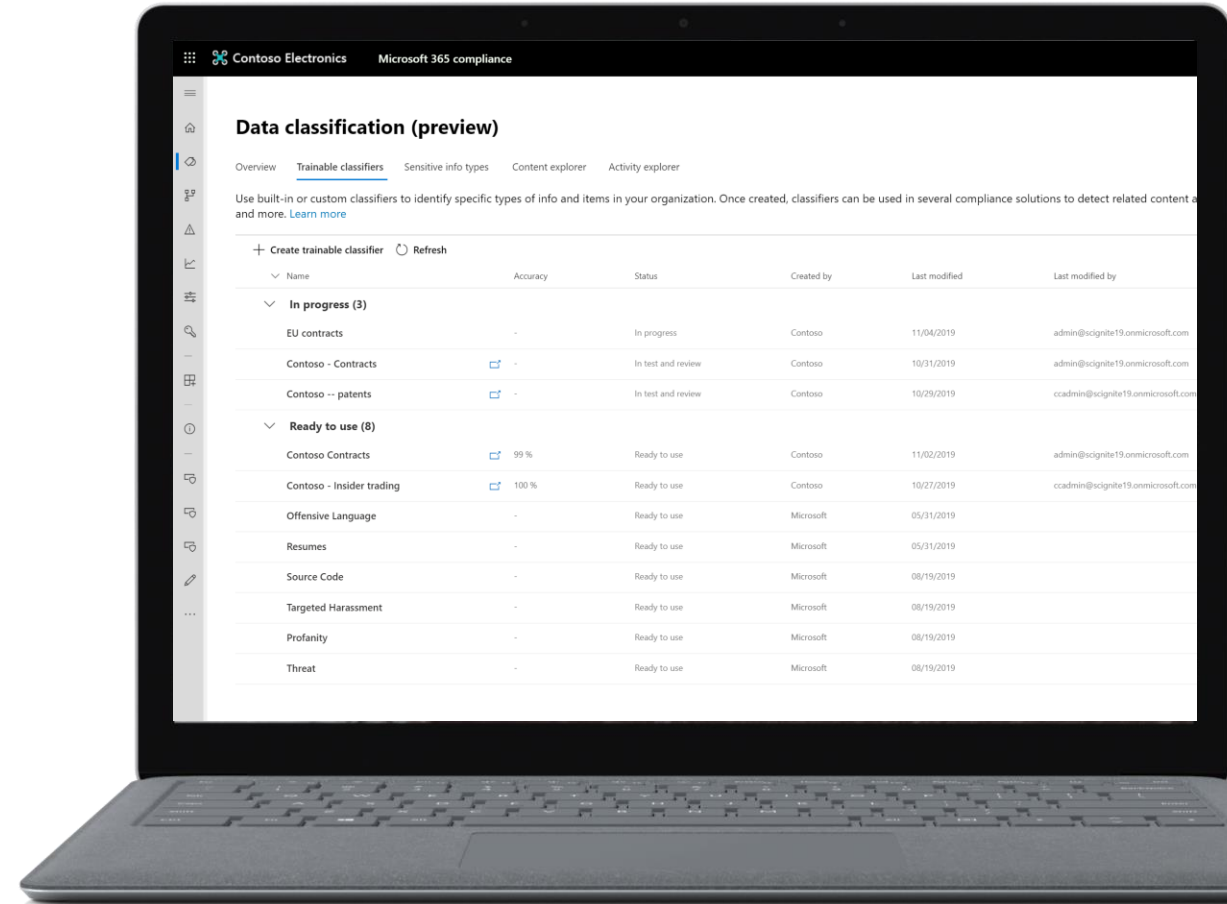 Contoso Electronics Microsoft 365 compliance
Data classification (preview)
Overview Trainable classifiers Sensitive info types Content explorer Activity explorer
Use built-in or custom classifiers to identify specific types of info and items in your organization. Once created, classifiers can be used in several compliance solutions to detect related content a
and more. Learn more
Create trainable classifier Refresh
Name Accuracy Status Created by Last modified Last modified by
In progress (3)
EU contracts - In progress Contoso 11/04/2019 admin@scignite19.onmicrosoft.com
Contoso - Contracts - In test and review Contoso 10/31/2019 admin@scignite19.onmicrosoft.com
Contoso -- patents - In test and review Contoso 10/29/2019 ccadmin@scignite19.onmicrosoft.com
Ready to use (8)
Contoso Contracts 99 % Ready to use Contoso 11/02/2019 admin@scignite19.onmicrosoft.com
Contoso - Insider trading 100 % Ready to use Contoso 10/27/2019 ccadmin@scignite19.onmicrosoft.com
Offensive Language - Ready to use Microsoft 05/31/2019
Resumes - Ready to use Microsoft 05/31/2019
Source Code - Ready to use Microsoft 08/19/2019
Targeted Harassment - Ready to use Microsoft 08/19/2019
Profanity - Ready to use Microsoft 08/19/2019
Threat - Ready to use Microsoft 08/19/2019